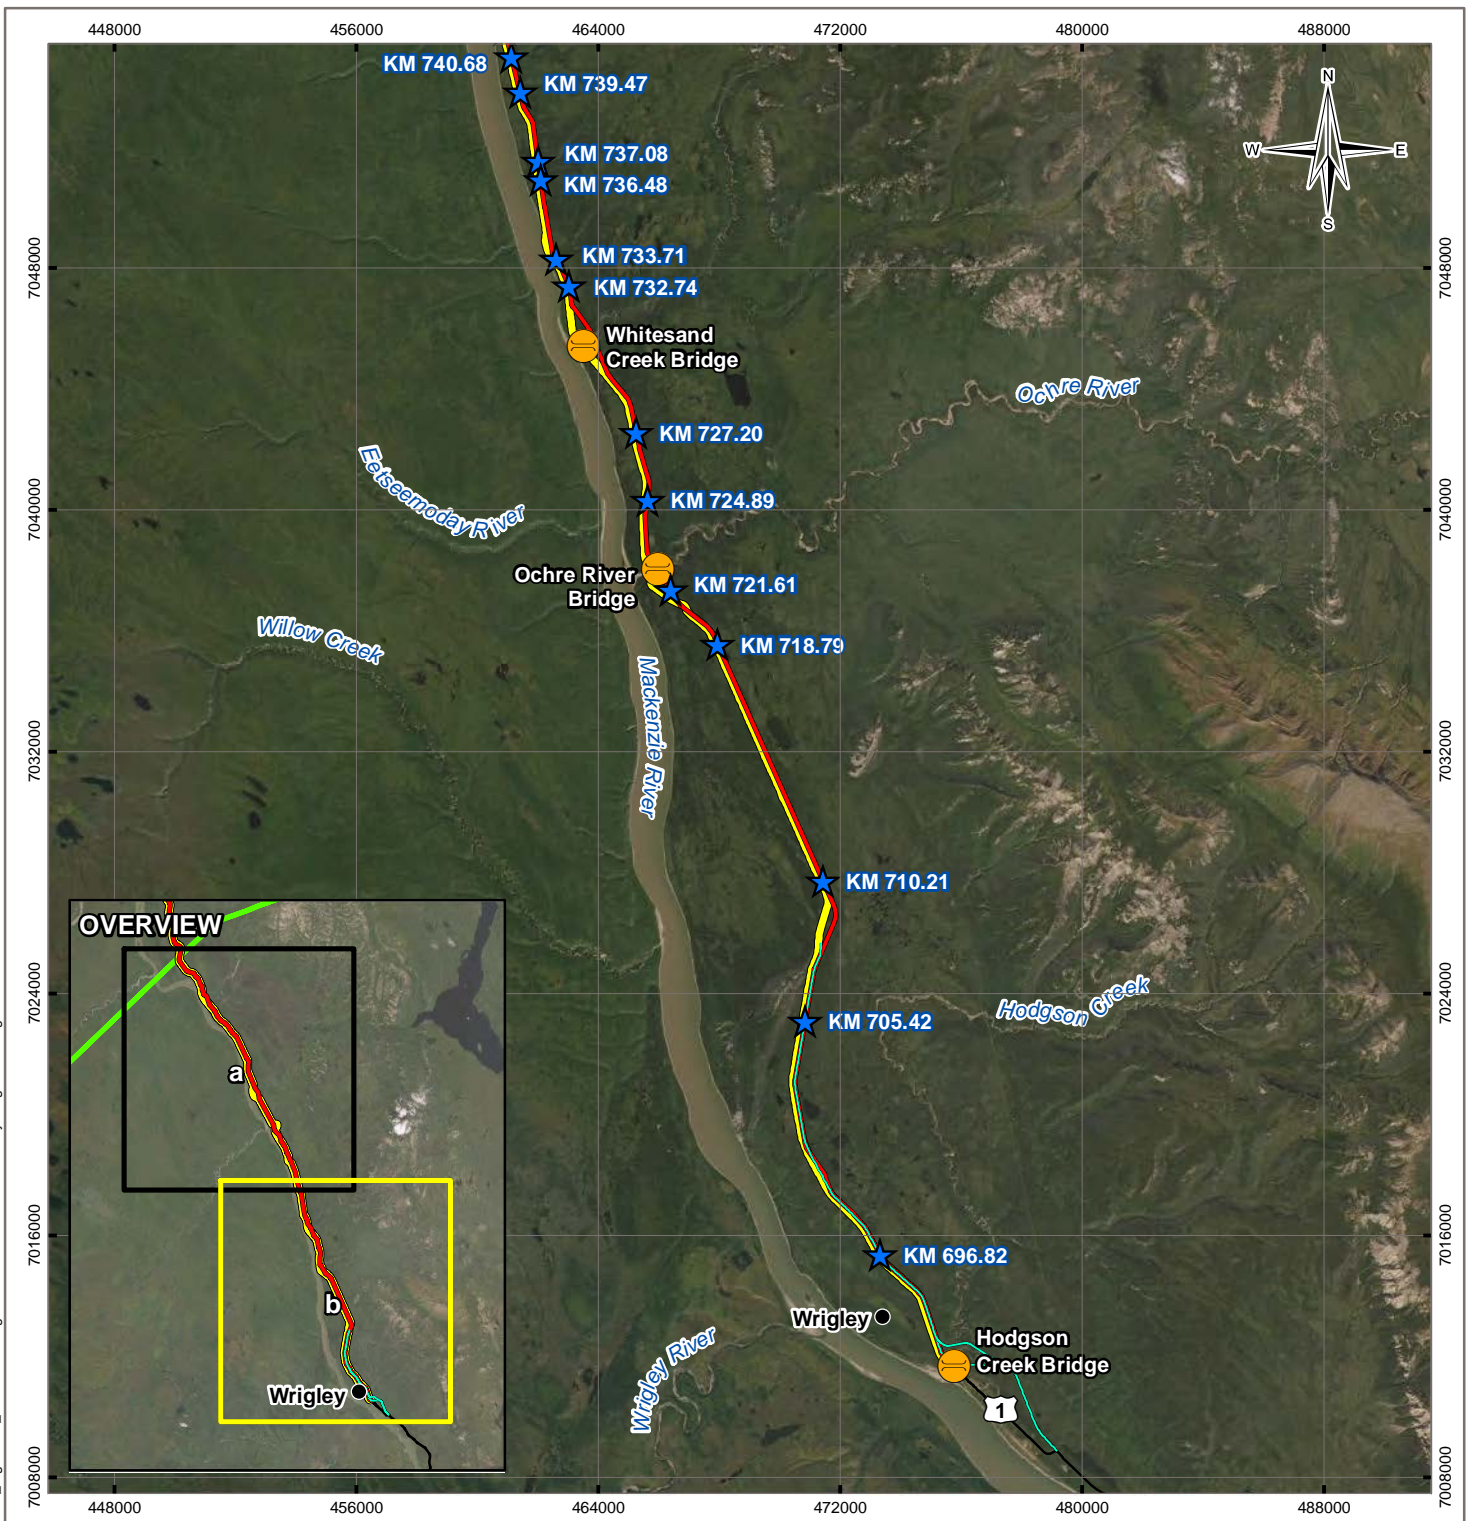 448000
456000
464000
472000
480000
488000
KM 740.68
KM 739.47
N
W
E
S
KM 737.08
KM 736.48
7048000
KM 733.71
7048000
KM 732.74
Whitesand
Creek Bridge
Ochre River
KM 727.20
Eetseemoday River
7040000
KM 724.89
7040000
Ochre River
Bridge
KM 721.61
Willow Creek
KM 718.79
Mackenzie River
7032000
7032000
KM 710.21
OVERVIEW
7024000
Hodgson Creek
7024000
KM 705.42
a
7016000
KM 696.82
7016000
b
Wrigley
Wrigley
Hodgson
Creek Bridge
Wrigley River
1
7008000
7008000
448000
456000
464000
472000
480000
488000